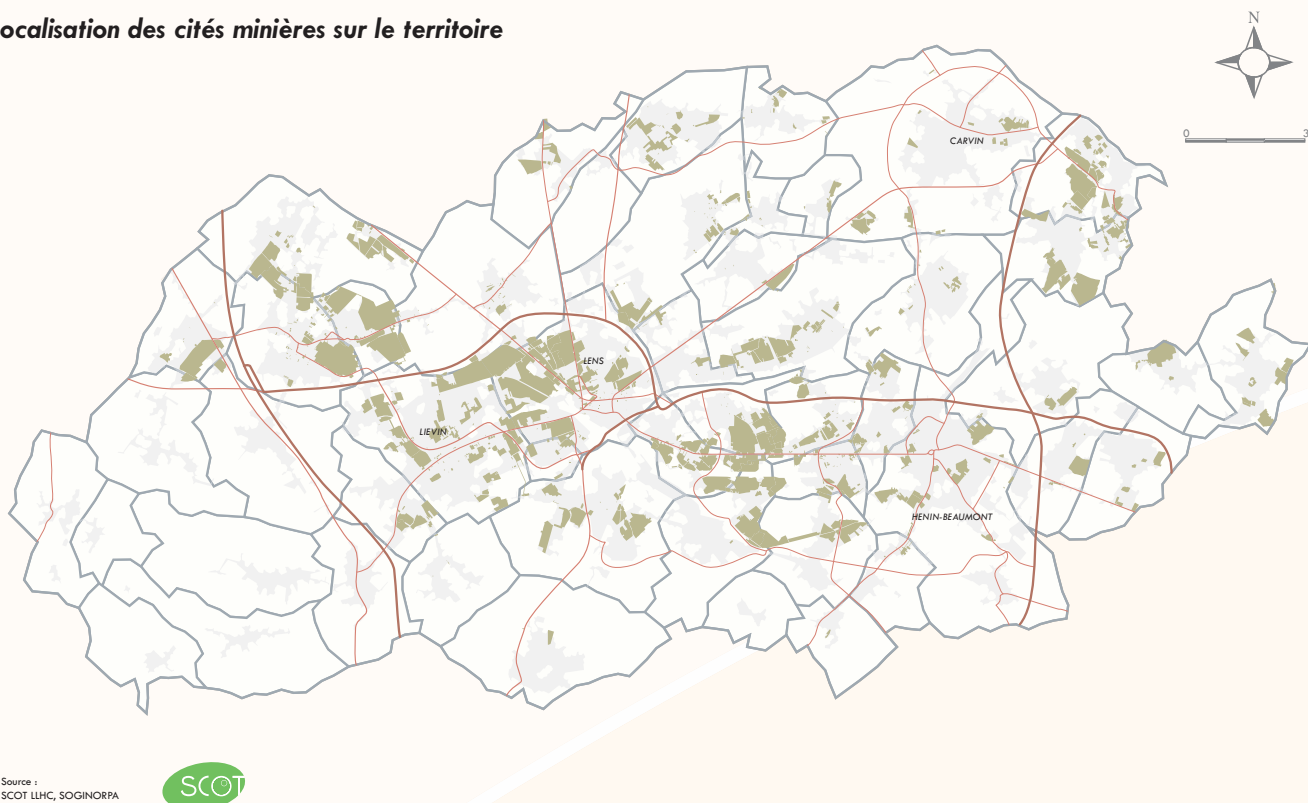 ocalisation des cités minières sur le territoire
N
0 3
CARVIN
LENS
LIEVIN
HENIN-BEAUMONT
Source :
SCOT LLHC, SOGINORPA
SCOT